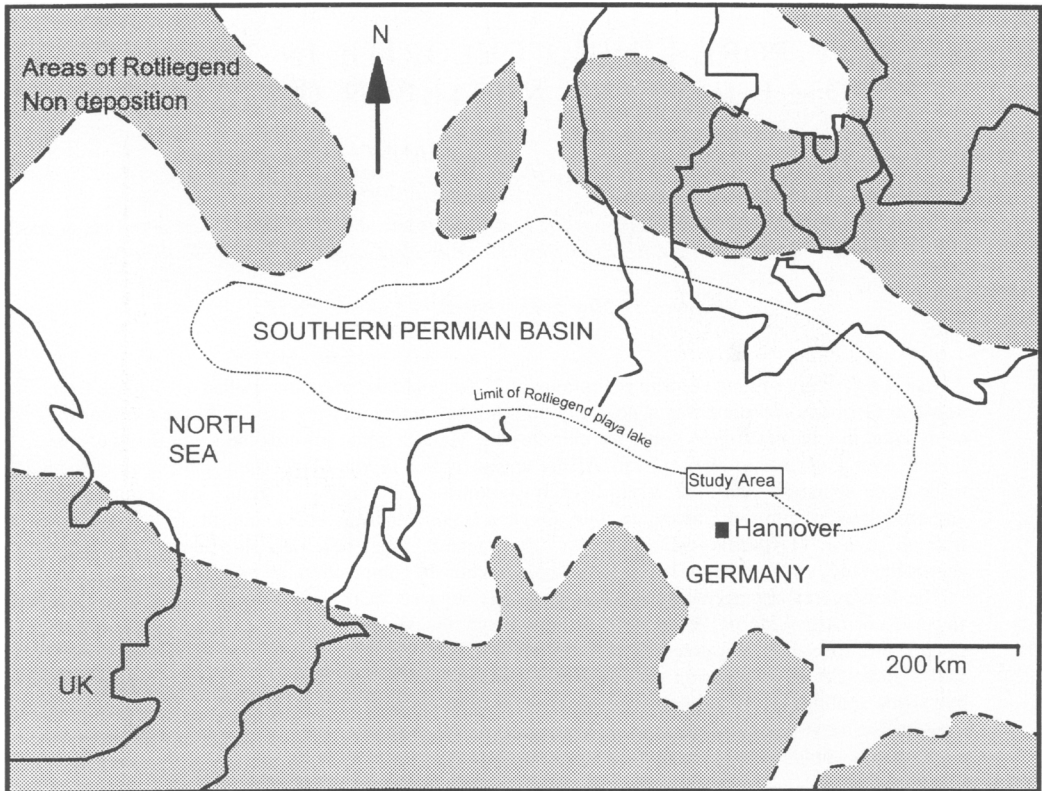 N
Areas of Rotliegend
Non deposition
SOUTHERN PERMIAN BASIN
Limit of Rotliegend playa lake
NORTH
SEA
Study Area
Hannover
GERMANY
200 km
UK